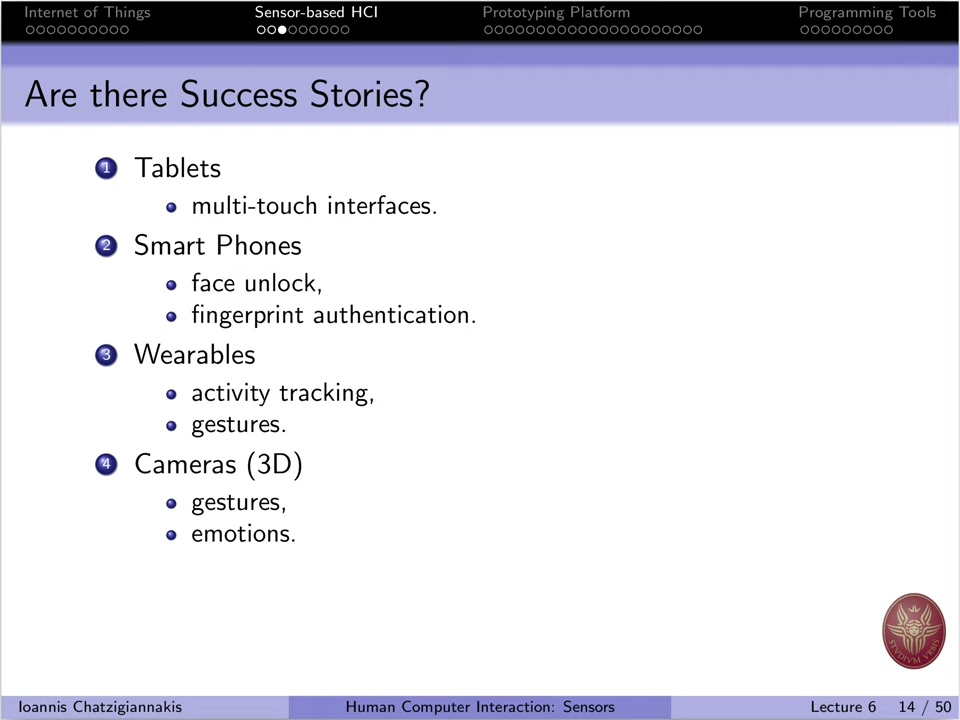 Internet of Things Sensor-based HCI Prototyping Platform Programming Tools
Are there Success Stories?
1 Tablets
multi-touch interfaces.
2 Smart Phones
face unlock,
fingerprint authentication.
3 Wearables
activity tracking,
gestures.
4 Cameras (3D)
gestures,
emotions.
STVDIVM VRBIS
Ioannis Chatzigiannakis Human Computer Interaction: Sensors Lecture 6 14 / 50